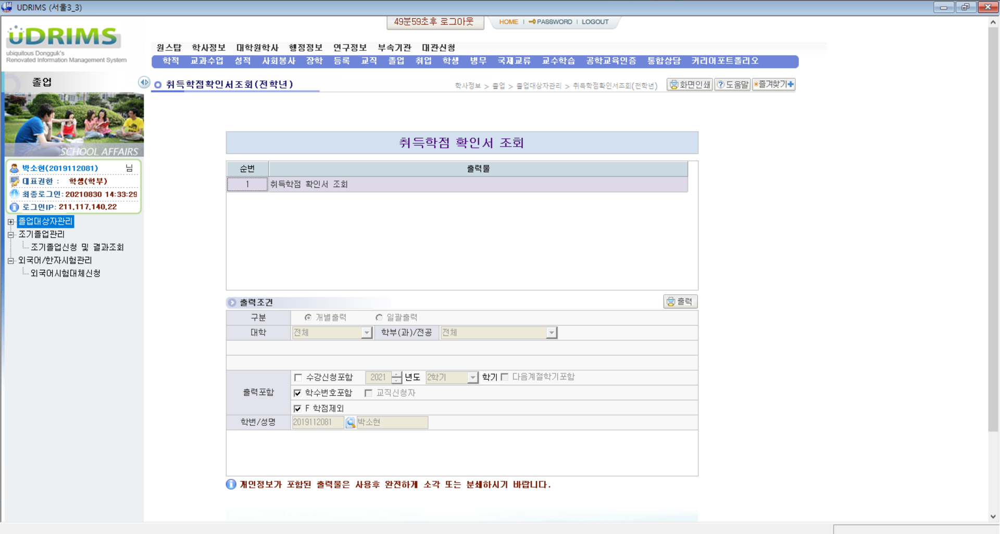 UDRIMS (서울3_3)
49분59초후 로그아웃
HOME | PASSWORD | LOGOUT
üDRIMS
ubiquitous Dongguk's
Renovated Information Management System
원스탑 학사정보 대학원학사 행정정보 연구정보 부속기관 대관신청
학적 교과수업 성적 사회봉사 장학 등록 교직 졸업 취업 학생 병무 국제교류 교수학습 공학교육인증 통합상담 커리어포트폴리오
졸업
취득학점확인서조회(전학년)
학사정보 > 졸업 > 졸업대상자관리 > 취득학점확인서조회(전학년)
화면인쇄 도움말 즐겨찾기
SCHOOL AFFAIRS
박소현(2019112081) 님
대표권한 : 학생(학부)
최종로그인: 20210830 14:33:29
로그인IP: 211.117.140.22
졸업대상자관리
조기졸업관리
조기졸업신청 및 결과조회
외국어/한자시험관리
외국어시험대체신청
취득학점 확인서 조회
순번 출력물
1 취득학점 확인서 조회
출력조건
출력
구분 개별출력 일괄출력
대학 전체 학부(과)/전공 전체
출력포함
수강신청포함 2021 년도 2학기 학기 다음계절학기포함
학수번호포함 교직신청자
F 학점제외
학번/성명 2019112081 박소현
개인정보가 포함된 출력물은 사용후 완전하게 소각 또는 분쇄하시기 바랍니다.